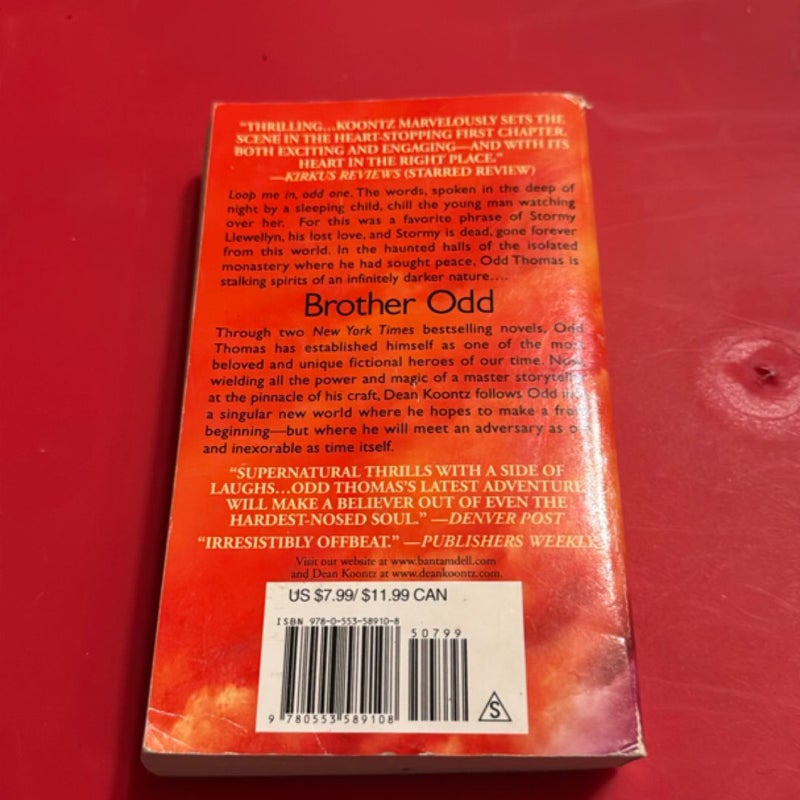 "THRILLING...KOONTZ MARVELOUSLY SETS THE
SCENE IN THE HEART-STOPPING FIRST CHAPTER,
BOTH EXCITING AND ENGAGING—AND WITH ITS
HEART IN THE RIGHT PLACE."
—KIRKUS REVIEWS (STARRED REVIEW)
Loop me in, odd one. The words, spoken in the deep of
night by a sleeping child, chill the young man watching
over her. For this was a favorite phrase of Stormy
Llewellyn, his lost love, and Stormy is dead, gone forever
from this world. In the haunted halls of the isolated
monastery where he had sought peace, Odd Thomas is
stalking spirits of an infinitely darker nature....
Brother Odd
Through two New York Times bestselling novels, Odd
Thomas has established himself as one of the most
beloved and unique fictional heroes of our time. Now,
wielding all the power and magic of a master
at the pinnacle of his craft, Dean Koontz follows Odd
a singular new world where he hopes to make a
beginning—but where he will meet an adversary as
and inexorable as time itself.
"SUPERNATURAL THRILLS WITH A SIDE OF
LAUGHS...ODD THOMAS'S LATEST ADVENTURE
WILL MAKE A BELIEVER OUT OF EVEN THE
HARDEST-NOSED SOUL." —DENVER POST
"IRRESISTIBLY OFFBEAT." —PUBLISHERS WEEKLY
Visit our website at www.bantamdell.com
and Dean Koontz at www.deankoontz.com.
US $7.99/ $11.99 CAN
ISBN 978-0-553-58910-8
50799
9 780553 589108
S